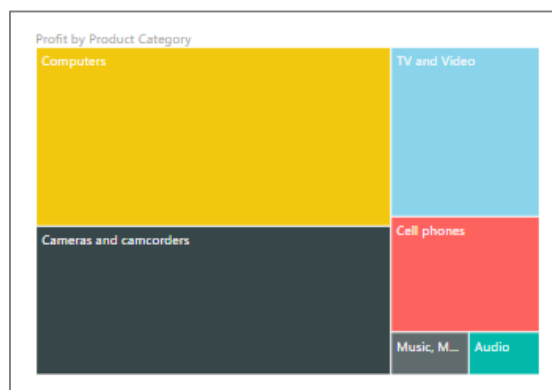 Profit by Product Category
Computers
TV and Video
Cameras and camcorders
Cell phones
Music, M...
Audio